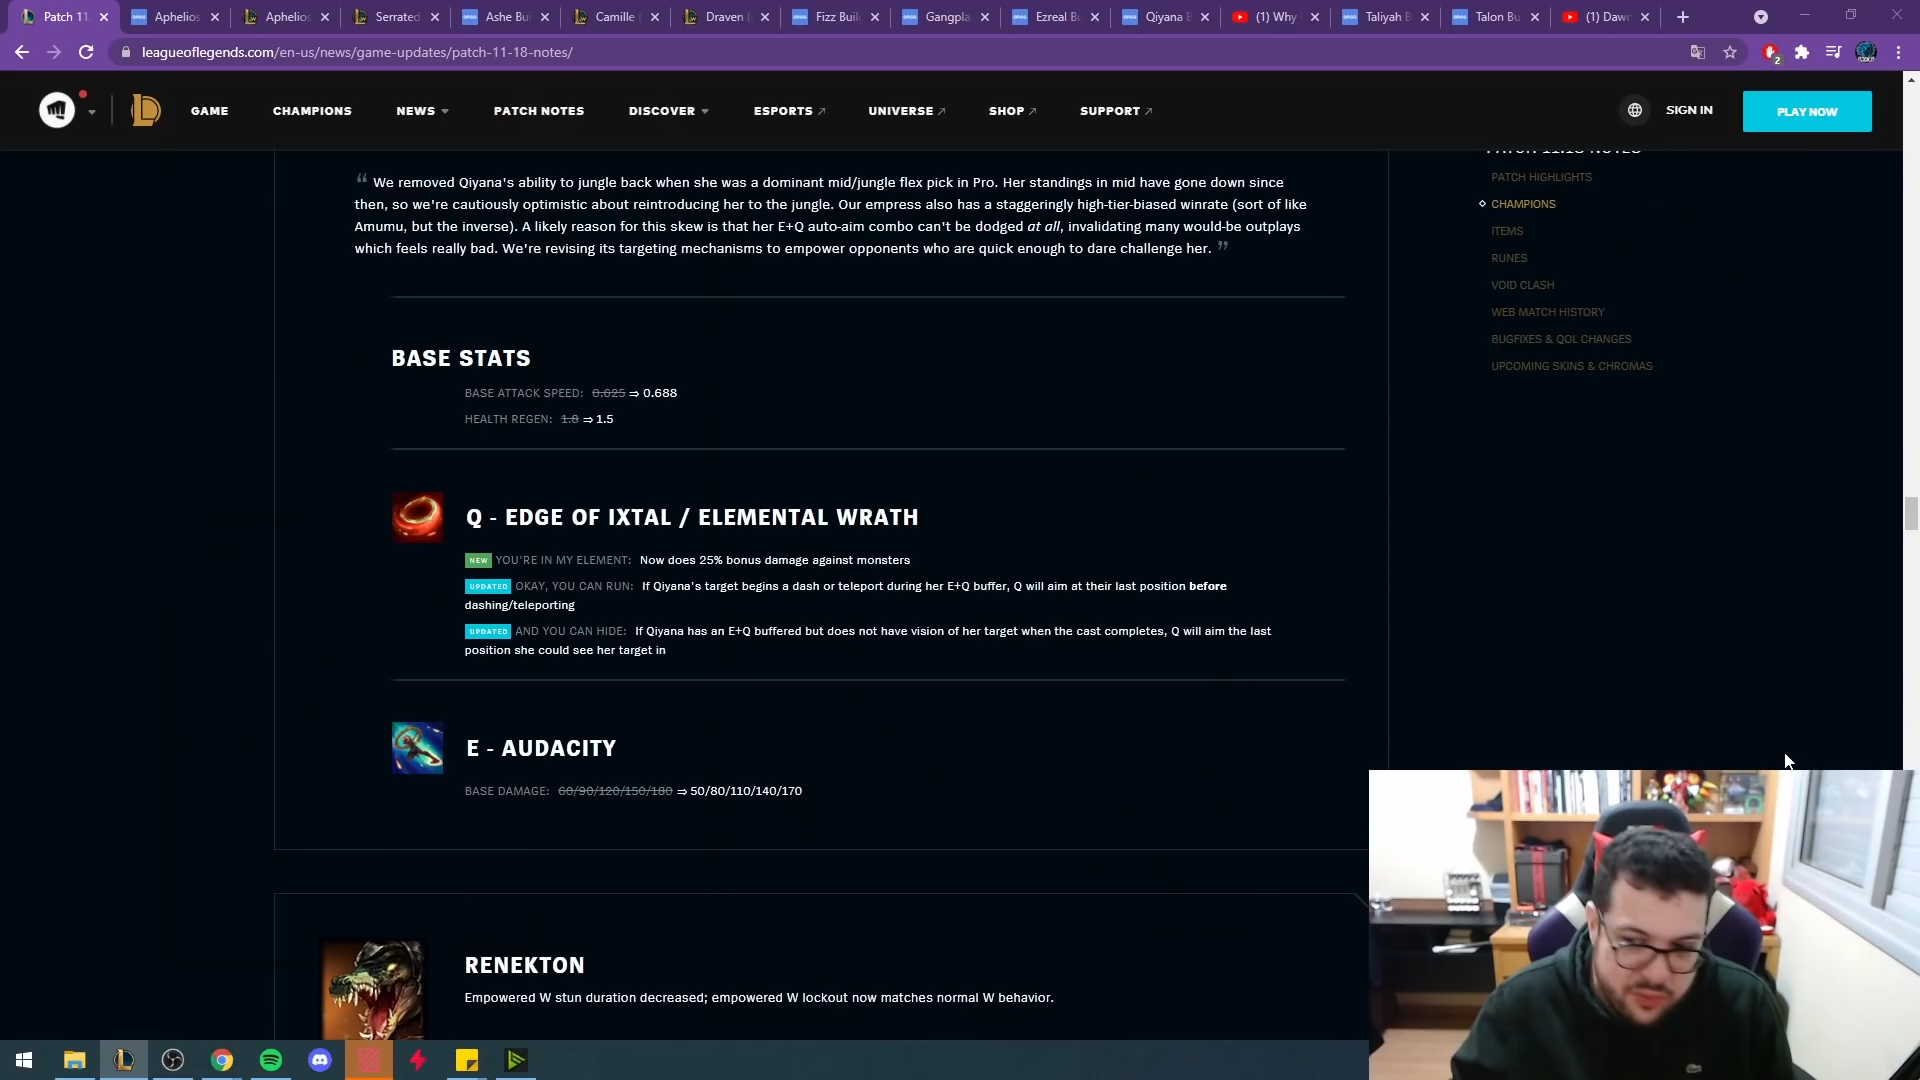 Patch 11
Aphelios
Aphelios
Serrated
Ashe Bui
Camille
Draven
Fizz Buil
Gangpla
Ezreal Bu
Qiyana B
(1) Why
Taliyah B
Talon Bu
(1) Dawn
leagueoflegends.com/en-us/news/game-updates/patch-11-18-notes/
2
GAME
CHAMPIONS
NEWS
PATCH NOTES
DISCOVER
ESPORTS
UNIVERSE
SHOP
SUPPORT
SIGN IN
PLAY NOW
PATCH 11.18 NOTES
PATCH HIGHLIGHTS
CHAMPIONS
ITEMS
RUNES
VOID CLASH
WEB MATCH HISTORY
BUGFIXES & QOL CHANGES
UPCOMING SKINS & CHROMAS
“ We removed Qiyana's ability to jungle back when she was a dominant mid/jungle flex pick in Pro. Her standings in mid have gone down since
then, so we're cautiously optimistic about reintroducing her to the jungle. Our empress also has a staggeringly high-tier-biased winrate (sort of like
Amumu, but the inverse). A likely reason for this skew is that her E+Q auto-aim combo can't be dodged at all, invalidating many would-be outplays
which feels really bad. We're revising its targeting mechanisms to empower opponents who are quick enough to dare challenge her. ”
BASE STATS
BASE ATTACK SPEED: 0.625 ⇒ 0.688
HEALTH REGEN: 1.8 ⇒ 1.5
Q - EDGE OF IXTAL / ELEMENTAL WRATH
NEW YOU'RE IN MY ELEMENT: Now does 25% bonus damage against monsters
UPDATED OKAY, YOU CAN RUN: If Qiyana's target begins a dash or teleport during her E+Q buffer, Q will aim at their last position before
dashing/teleporting
UPDATED AND YOU CAN HIDE: If Qiyana has an E+Q buffered but does not have vision of her target when the cast completes, Q will aim the last
position she could see her target in
E - AUDACITY
BASE DAMAGE: 60/90/120/150/180 ⇒ 50/80/110/140/170
RENEKTON
Empowered W stun duration decreased; empowered W lockout now matches normal W behavior.